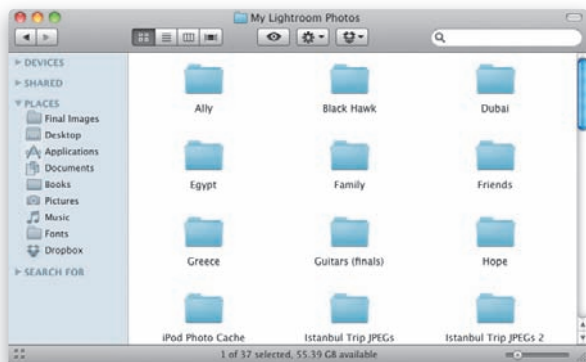 My Lightroom Photos
DEVICES
SHARED
PLACES
Final Images
Desktop
Applications
Documents
Books
Pictures
Music
Fonts
Dropbox
SEARCH FOR
Ally
Black Hawk
Dubai
Egypt
Family
Friends
Greece
Guitars (finals)
Hope
iPod Photo Cache
Istanbul Trip JPEGs
Istanbul Trip JPEGs 2
1 of 37 selected, 55.39 GB available